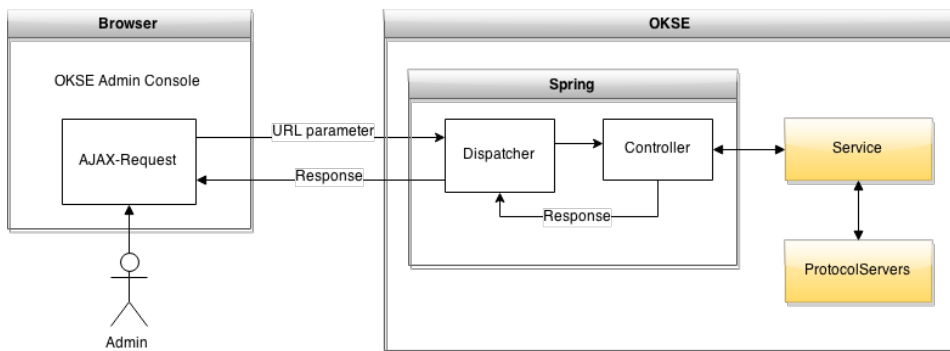 Browser
OKSE
OKSE Admin Console
Spring
AJAX-Request
URL parameter
Response
Dispatcher
Controller
Response
Service
ProtocolServers
Admin